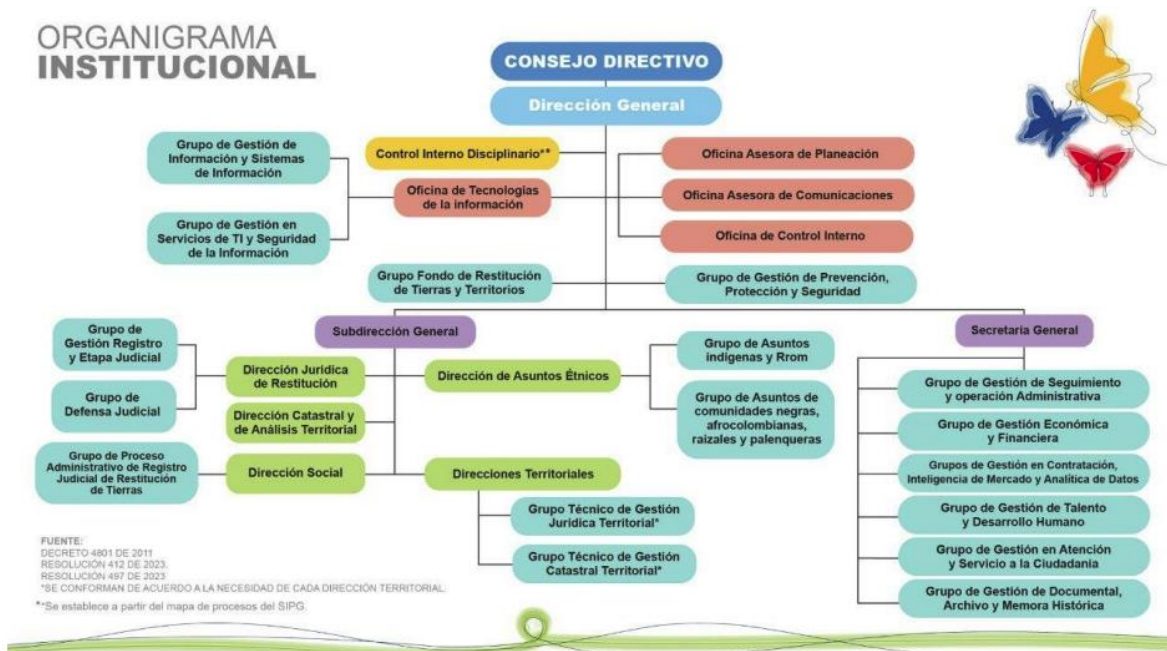 ORGANIGRAMA
INSTITUCIONAL
CONSEJO DIRECTIVO
Dirección General
Grupo de Gestión de
Información y Sistemas
de Información
Control Interno Disciplinario**
Oficina Asesora de Planeación
Oficina de Tecnologías
de la información
Oficina Asesora de Comunicaciones
Grupo de Gestión en
Servicios de TI y Seguridad
de la Información
Oficina de Control Interno
Grupo Fondo de Restitución
de Tierras y Territorios
Grupo de Gestión de Prevención,
Protección y Seguridad
Subdirección General
Secretaría General
Grupo de
Gestión Registro
y Etapa Judicial
Grupo de Asuntos
indígenas y Rrom
Dirección Jurídica
de Restitución
Dirección de Asuntos Étnicos
Grupo de
Defensa Judicial
Grupo de Asuntos de
comunidades negras,
afrocolombianas,
raizales y palenqueras
Dirección Catastral y
de Análisis Territorial
Grupo de Proceso
Administrativo de Registro
Judicial de Restitución
de Tierras
Dirección Social
Direcciones Territoriales
Grupo Técnico de Gestión
Jurídica Territorial*
Grupo Técnico de Gestión
Catastral Territorial*
Grupo de Gestión de Seguimiento
y operación Administrativa
Grupo de Gestión Económica
y Financiera
Grupos de Gestión en Contratación,
Inteligencia de Mercado y Analítica de Datos
Grupo de Gestión de Talento
y Desarrollo Humano
Grupo de Gestión en Atención
y Servicio a la Ciudadanía
Grupo de Gestión de Documental,
Archivo y Memora Histórica
FUENTE:
DECRETO 4801 DE 2011
RESOLUCIÓN 412 DE 2023.
RESOLUCIÓN 497 DE 2023
*SE CONFORMAN DE ACUERDO A LA NECESIDAD DE CADA DIRECCIÓN TERRITORIAL.
**Se establece a partir del mapa de procesos del SIPG.